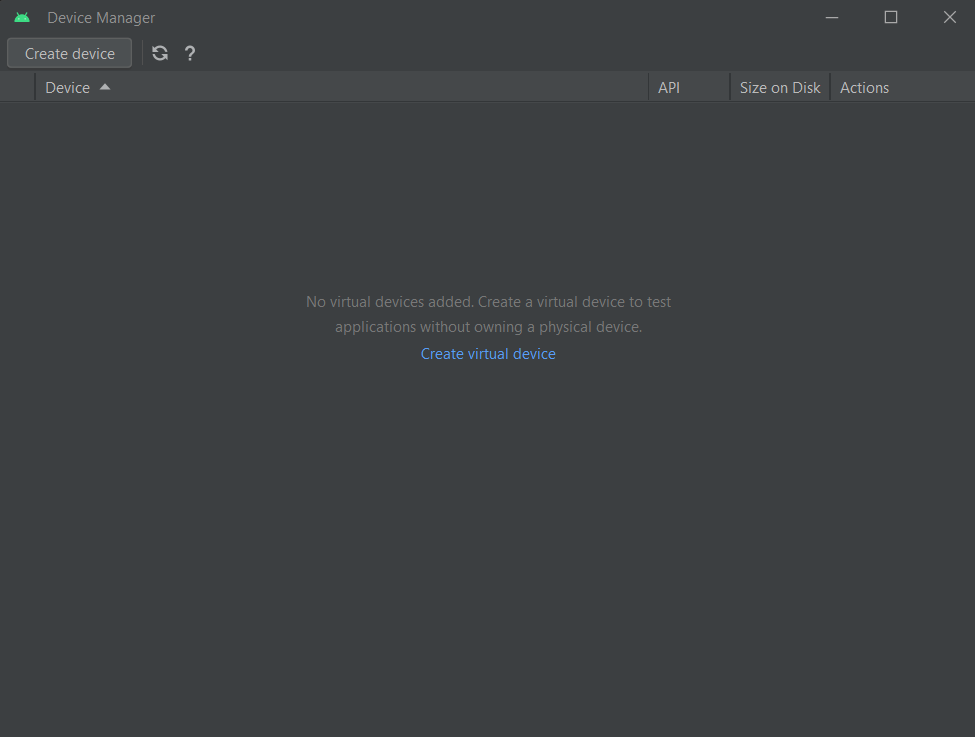 Device Manager
Create device ?
Device API Size on Disk Actions
No virtual devices added. Create a virtual device to test
applications without owning a physical device.
Create virtual device